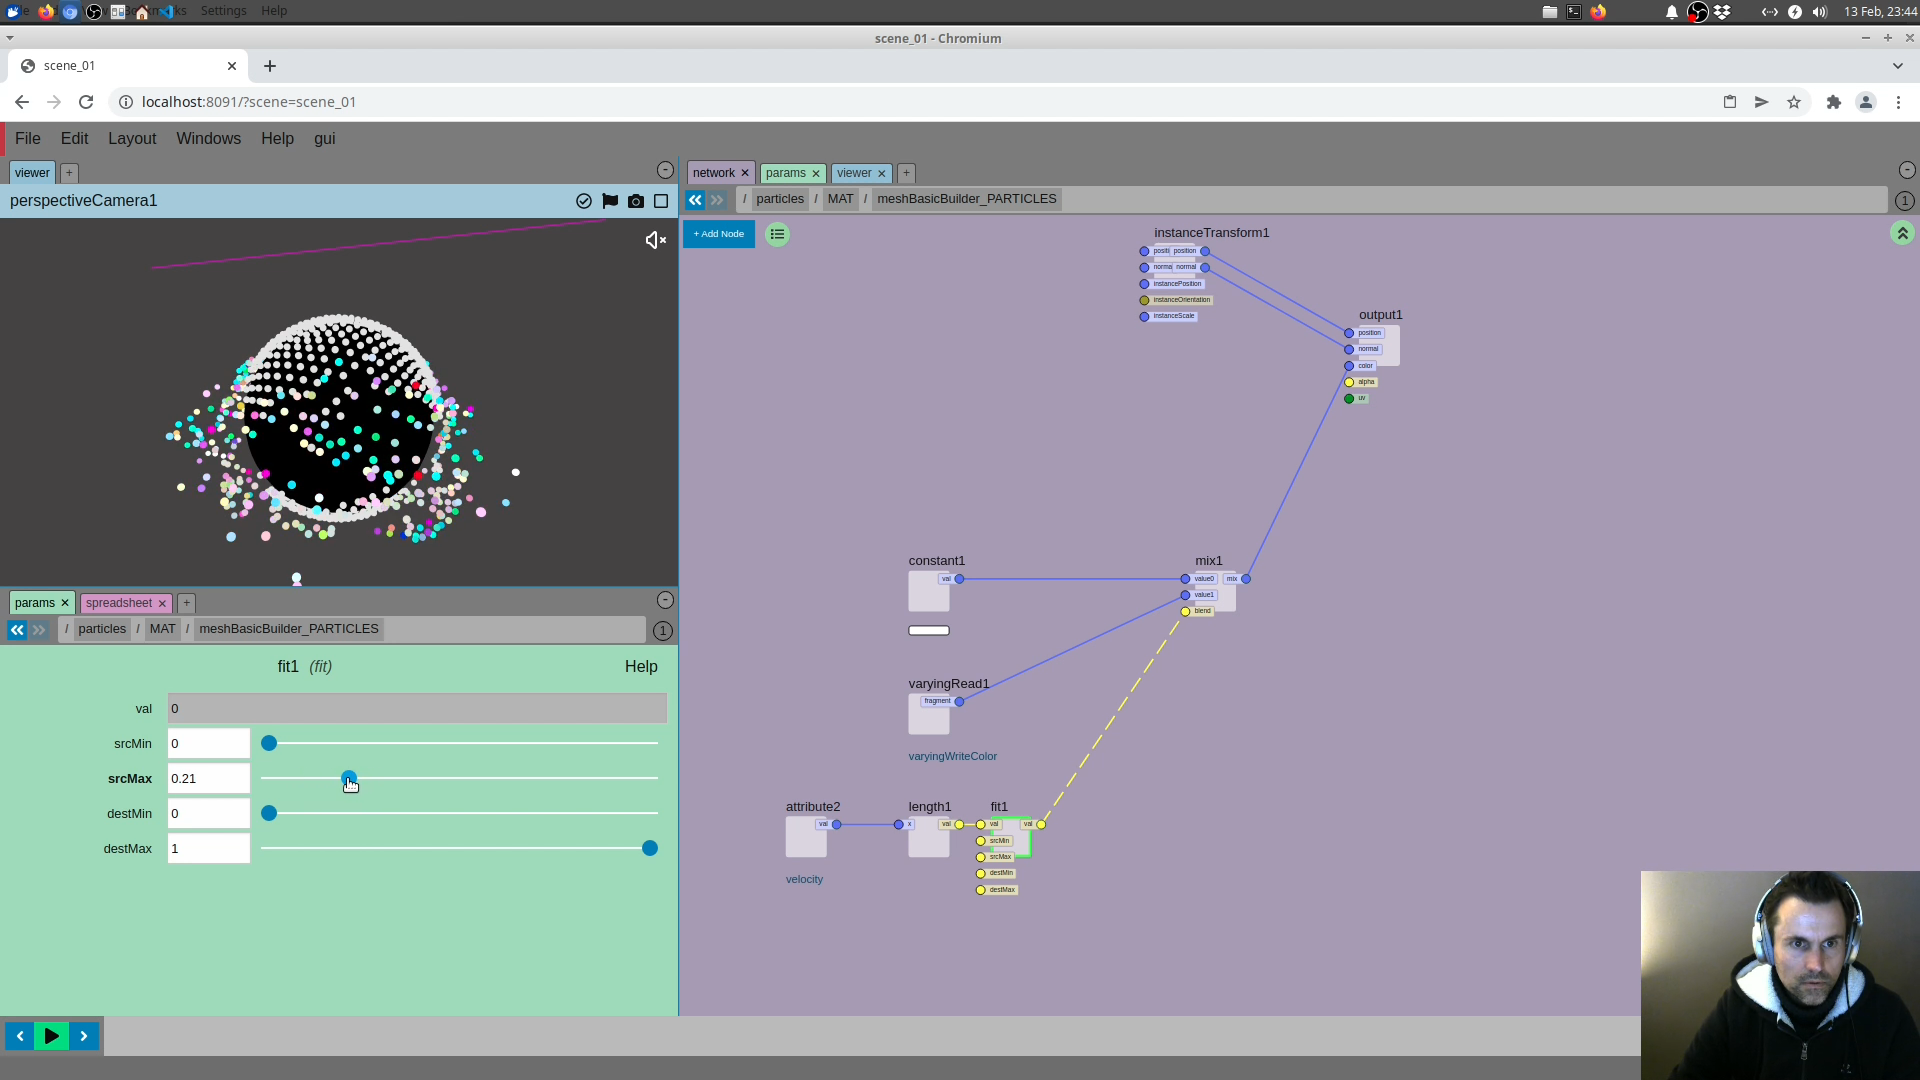 Settings Help
13 Feb, 23:44
scene_01 - Chromium
scene_01
localhost:8091/?scene=scene_01
File Edit Layout Windows Help gui
viewer +
perspectiveCamera1
params spreadsheet +
/ particles / MAT / meshBasicBuilder_PARTICLES 1
fit1 (fit) Help
val 0
srcMin 0
srcMax 0.21
destMin 0
destMax 1
network params viewer +
/ particles / MAT / meshBasicBuilder_PARTICLES 1
+ Add Node
instanceTransform1
position
normal
instancePosition
instanceOrientation
instanceScale
output1
position
normal
color
alpha
uv
constant1
val
mix1
value0 mix
value1
blend
varyingRead1
fragment
varyingWriteColor
attribute2
val
velocity
length1
x val
fit1
val val
srcMin
srcMax
destMin
destMax